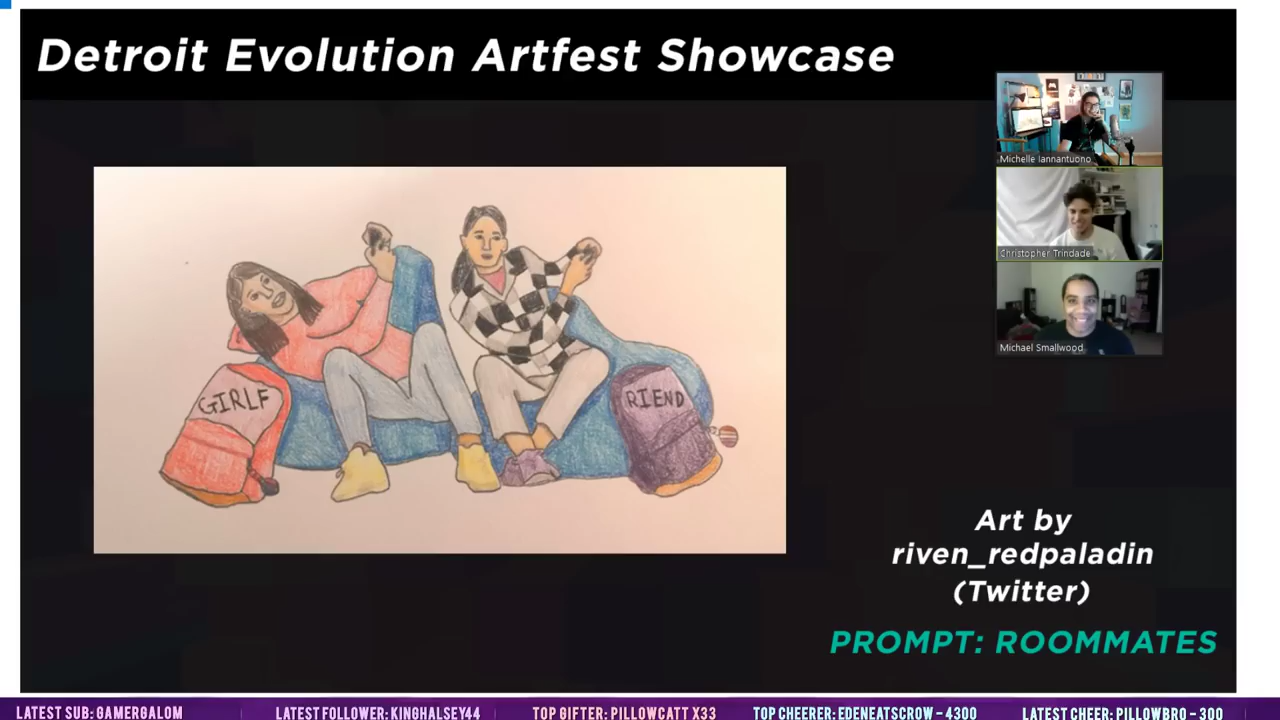 Detroit Evolution Artfest Showcase
Michelle Iannantuono
Christopher Trindade
Michael Smallwood
GIRLF
RIEND
Art by
riven_redpaladin
(Twitter)
PROMPT: ROOMMATES
LATEST SUB: GAMERGALOM
LATEST FOLLOWER: KINGHALSEY44
TOP GIFTER: PILLOWCATT X33
TOP CHEERER: EDENEATSCROW - 4300
LATEST CHEER: PILLOWBRO - 300